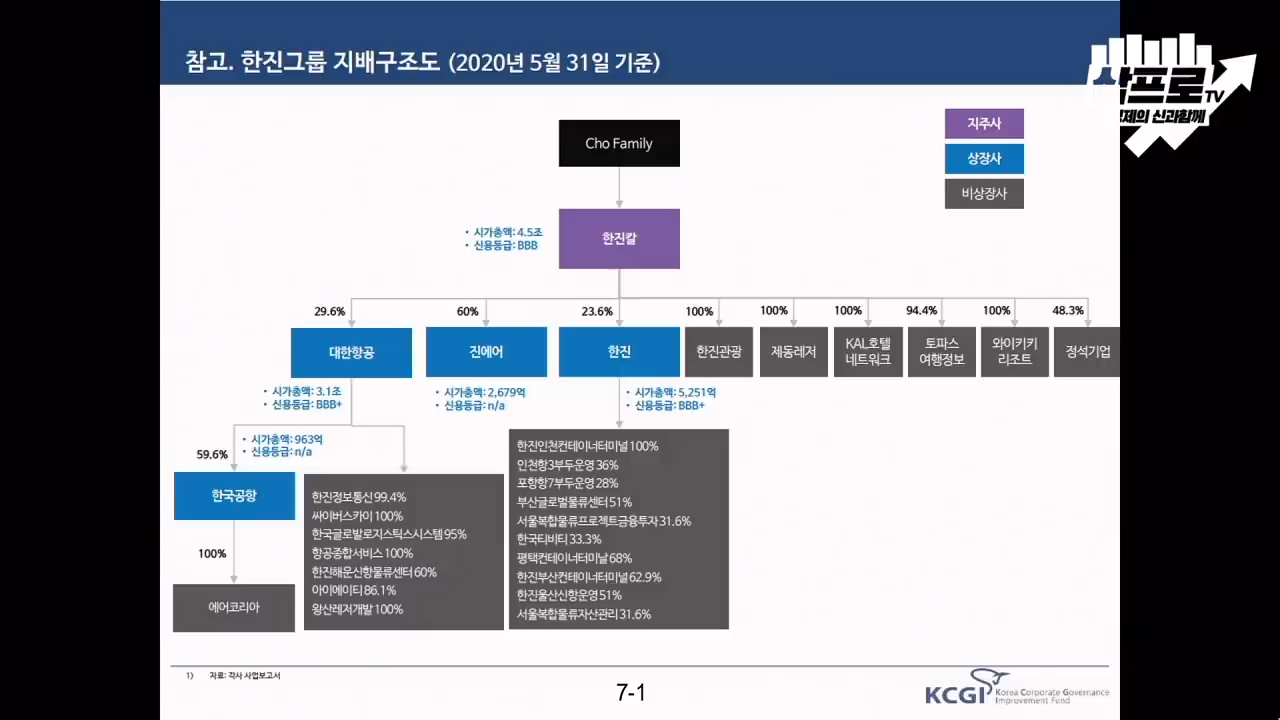 참고. 한진그룹 지배구조도 (2020년 5월 31일 기준)
삼프로TV
경제의 신과함께
지주사
상장사
비상장사
Cho Family
• 시가총액: 4.5조
• 신용등급: BBB
한진칼
29.6%
60%
23.6%
100%
100%
100%
94.4%
100%
48.3%
대한항공
진에어
한진
한진관광
제동레저
KAL호텔
네트워크
토파스
여행정보
와이키키
리조트
정석기업
• 시가총액: 3.1조
• 신용등급: BBB+
• 시가총액: 2,679억
• 신용등급: n/a
• 시가총액: 5,251억
• 신용등급: BBB+
• 시가총액: 963억
• 신용등급: n/a
59.6%
한국공항
100%
에어코리아
한진정보통신 99.4%
싸이버스카이 100%
한국글로발로지스틱스시스템 95%
항공종합서비스 100%
한진해운신항물류센터 60%
아이에이티 86.1%
왕산레저개발 100%
한진인천컨테이너터미널 100%
인천항3부두운영 36%
포항항7부두운영 28%
부산글로벌물류센터 51%
서울복합물류프로젝트금융투자 31.6%
한국티비티 33.3%
평택컨테이너터미날 68%
한진부산컨테이너터미널 62.9%
한진울산신항운영 51%
서울복합물류자산관리 31.6%
1) 자료: 각사 사업보고서
7-1
KCGI Korea Corporate Governance
Improvement Fund